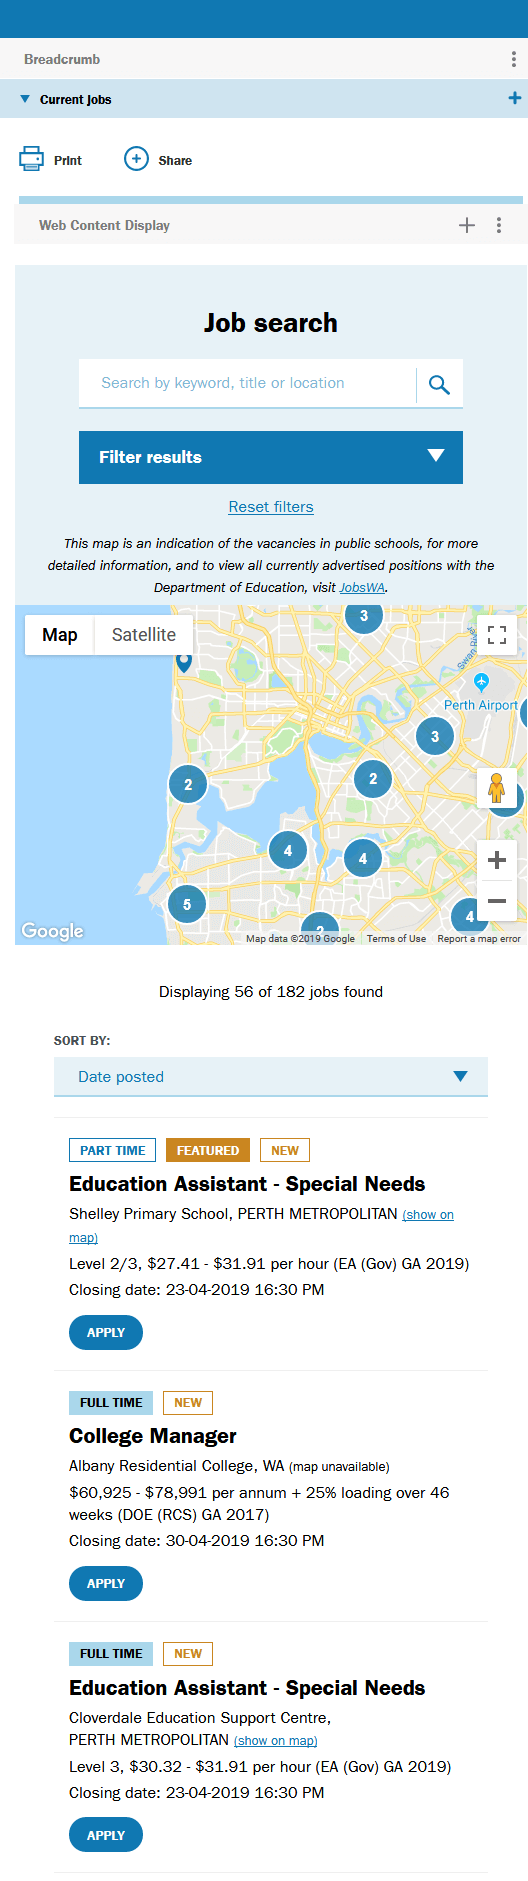 Breadcrumb
Current Jobs
Print
Share
Web Content Display
Job search
Search by keyword, title or location
Filter results
Reset filters
This map is an indication of the vacancies in public schools, for more
detailed information, and to view all currently advertised positions with the
Department of Education, visit JobsWA.
Map Satellite
3
Swan River
Perth Airport
3
2
2
4
4
5
2
4
Google
Map data ©2019 Google Terms of Use Report a map error
Displaying 56 of 182 jobs found
SORT BY:
Date posted
PART TIME FEATURED NEW
Education Assistant - Special Needs
Shelley Primary School, PERTH METROPOLITAN (show on
map)
Level 2/3, $27.41 - $31.91 per hour (EA (Gov) GA 2019)
Closing date: 23-04-2019 16:30 PM
APPLY
FULL TIME NEW
College Manager
Albany Residential College, WA (map unavailable)
$60,925 - $78,991 per annum + 25% loading over 46
weeks (DOE (RCS) GA 2017)
Closing date: 30-04-2019 16:30 PM
APPLY
FULL TIME NEW
Education Assistant - Special Needs
Cloverdale Education Support Centre,
PERTH METROPOLITAN (show on map)
Level 3, $30.32 - $31.91 per hour (EA (Gov) GA 2019)
Closing date: 23-04-2019 16:30 PM
APPLY